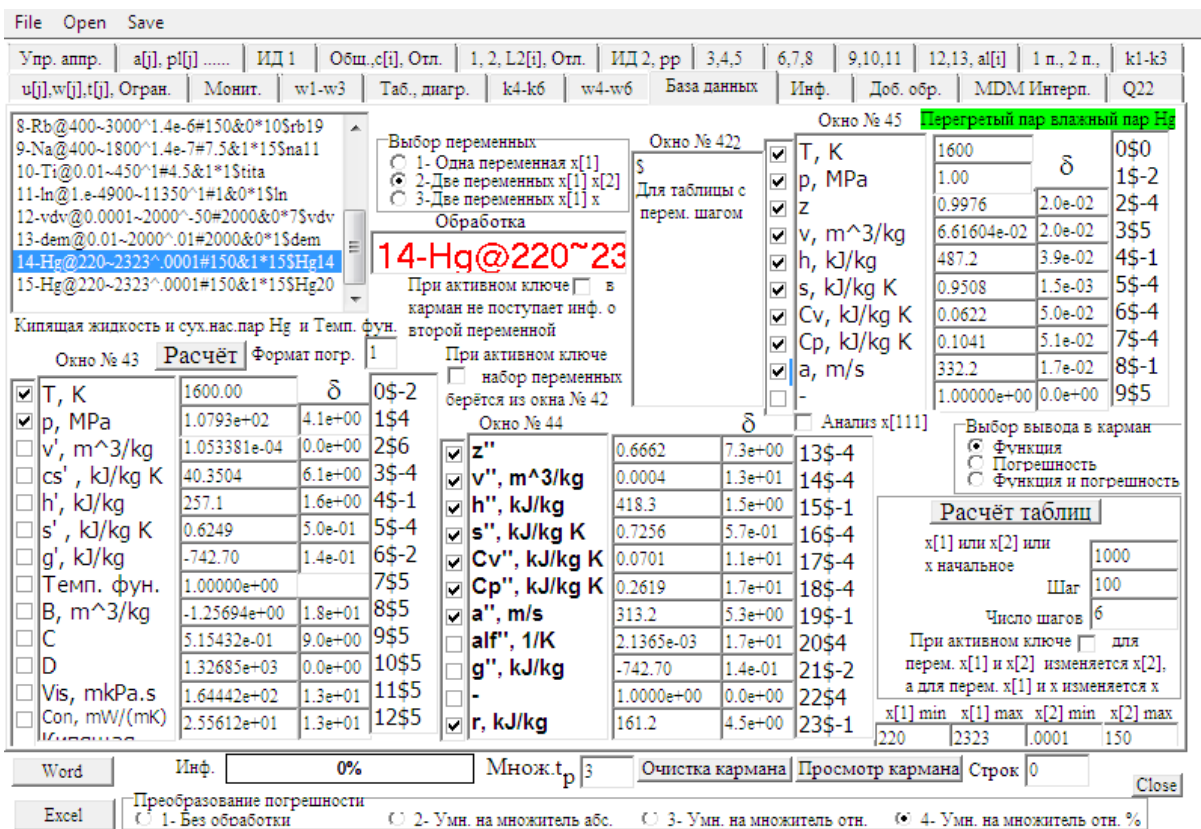 File Open Save
Упр. аппр. a[j], pl[j] ...... ИД 1 Общ.,c[i], Отл. 1, 2, L2[i], Отл. ИД 2, pp 3,4,5 6,7,8 9,10,11 12,13, al[i] 1 п., 2 п., k1-k3
u[j],w[j],t[j], Огран. Монит. w1-w3 Таб., диагр. k4-k6 w4-w6 База данных Инф. Доб. обр. MDM Интерп. Q22
8-Rb@400~3000^1.4e-6#150&0*10$rb19
9-Na@400~1800^1.4e-7#7.5&1*15$na11
10-Ti@0.01~450^1#4.5&1*1$tita
11-ln@1.e-4900~11350^1#1&0*1$ln
12-vdv@0.0001~2000^-50#2000&0*7$vdv
13-dem@0.01~2000^.01#2000&0*1$dem
14-Hg@220~2323^.0001#150&1*15$Hg14
15-Hg@220~2323^.0001#150&1*15$Hg20
Выбор переменных
1- Одна переменная x[1]
2-Две переменных x[1] x[2]
3-Две переменных x[1] x
Обработка
14-Hg@220~23
При активном ключе в
карман не поступает инф. о
второй переменной
При активном ключе
набор переменных
берётся из окна № 42
Окно № 422
$
Для таблицы с
перем. шагом
Окно № 45 Перегретый пар влажный пар Hg
δ
T, K 1600 0$0
p, MPa 1.00 1$-2
z 0.9976 2.0e-02 2$-4
v, m^3/kg 6.61604e-02 2.0e-02 3$5
h, kJ/kg 487.2 3.9e-02 4$-1
s, kJ/kg K 0.9508 1.5e-03 5$-4
Cv, kJ/kg K 0.0622 5.0e-02 6$-4
Cp, kJ/kg K 0.1041 5.1e-02 7$-4
a, m/s 332.2 1.7e-02 8$-1
- 1.00000e+00 0.0e+00 9$5
Кипящая жидкость и сух.нас.пар Hg и Темп. фун.
Окно № 43 Расчёт Формат погр. 1
δ
T, K 1600.00 0$-2
p, MPa 1.0793e+02 4.1e+00 1$4
v', m^3/kg 1.053381e-04 0.0e+00 2$6
cs' , kJ/kg K 40.3504 6.1e+00 3$-4
h', kJ/kg 257.1 1.6e+00 4$-1
s' , kJ/kg K 0.6249 5.0e-01 5$-4
g', kJ/kg -742.70 1.4e-01 6$-2
Темп. фун. 1.00000e+00 7$5
B, m^3/kg -1.25694e+00 1.8e+01 8$5
C 5.15432e-01 9.0e+00 9$5
D 1.32685e+03 0.0e+00 10$5
Vis, mkPa.s 1.64442e+02 1.3e+01 11$5
Con, mW/(mK) 2.55612e+01 1.3e+01 12$5
Окно № 44 δ
z'' 0.6662 7.3e+00 13$-4
v'', m^3/kg 0.0004 1.3e+01 14$-4
h'', kJ/kg 418.3 1.5e+00 15$-1
s'', kJ/kg K 0.7256 5.7e-01 16$-4
Cv'', kJ/kg K 0.0701 1.1e+01 17$-4
Cp'', kJ/kg K 0.2619 1.7e+01 18$-4
a'', m/s 313.2 5.3e+00 19$-1
alf'', 1/K 2.1365e-03 1.7e+01 20$4
g'', kJ/kg -742.70 1.4e-01 21$-2
- 1.0000e+00 0.0e+00 22$4
r, kJ/kg 161.2 4.5e+00 23$-1
Анализ x[111]
Выбор вывода в карман
Функция
Погрешность
Функция и погрешность
Расчёт таблиц
x[1] или x[2] или
x начальное 1000
Шаг 100
Число шагов 6
При активном ключе для
перем. x[1] и x[2] изменяется x[2],
а для перем. x[1] и x изменяется x
x[1] min x[1] max x[2] min x[2] max
220 2323 .0001 150
Word Инф. 0% Множ.tp 3 Очистка кармана Просмотр кармана Строк 0
Close
Excel
Преобразование погрешности
1- Без обработки 2- Умн. на множитель абс. 3- Умн. на множитель отн. 4- Умн. на множитель отн. %